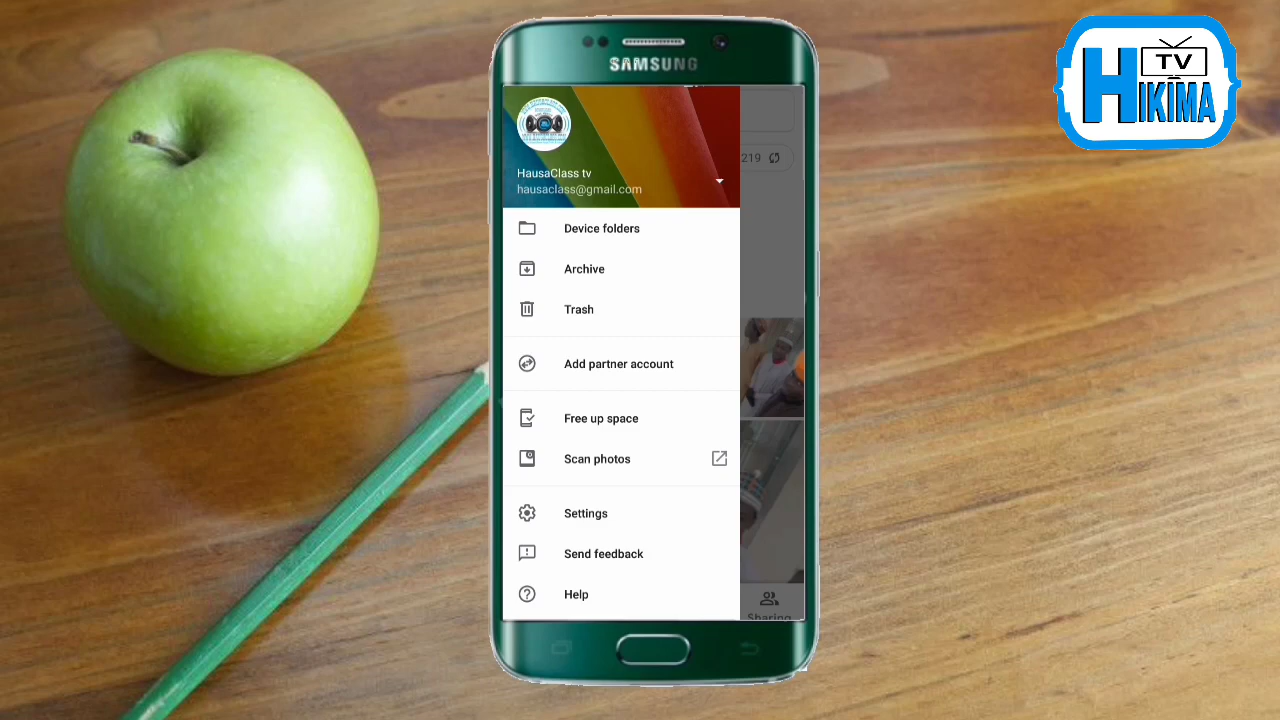 SAMSUNG
TV
HIKIMA
HausaClass tv
hausaclass@gmail.com
219
Device folders
Archive
Trash
Add partner account
Free up space
Scan photos
Settings
Send feedback
Help
Sharing